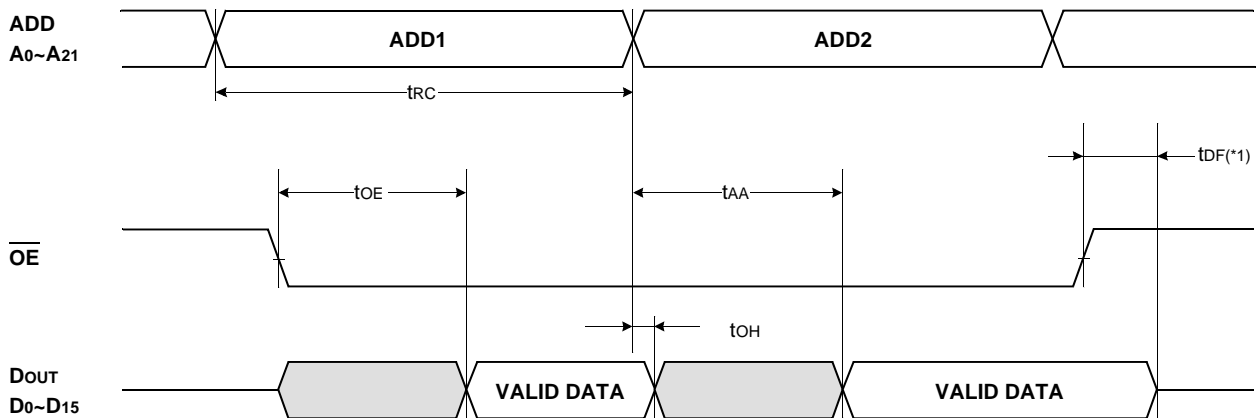 ADD
A0~A21
ADD1
ADD2
tRC
tDF(*1)
tOE
tAA
OE
tOH
DOUT
D0~D15
VALID DATA
VALID DATA